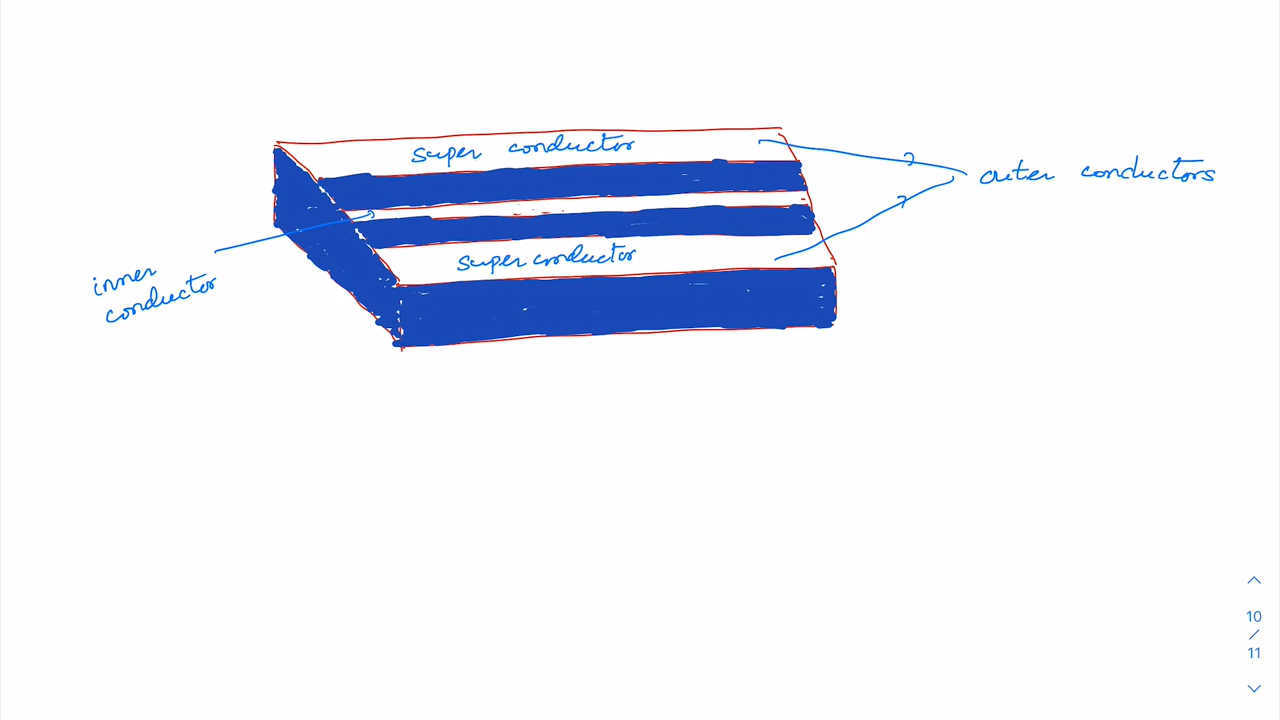 super conductor
outer conductors
super conductor
inner
conductor
10
/
11